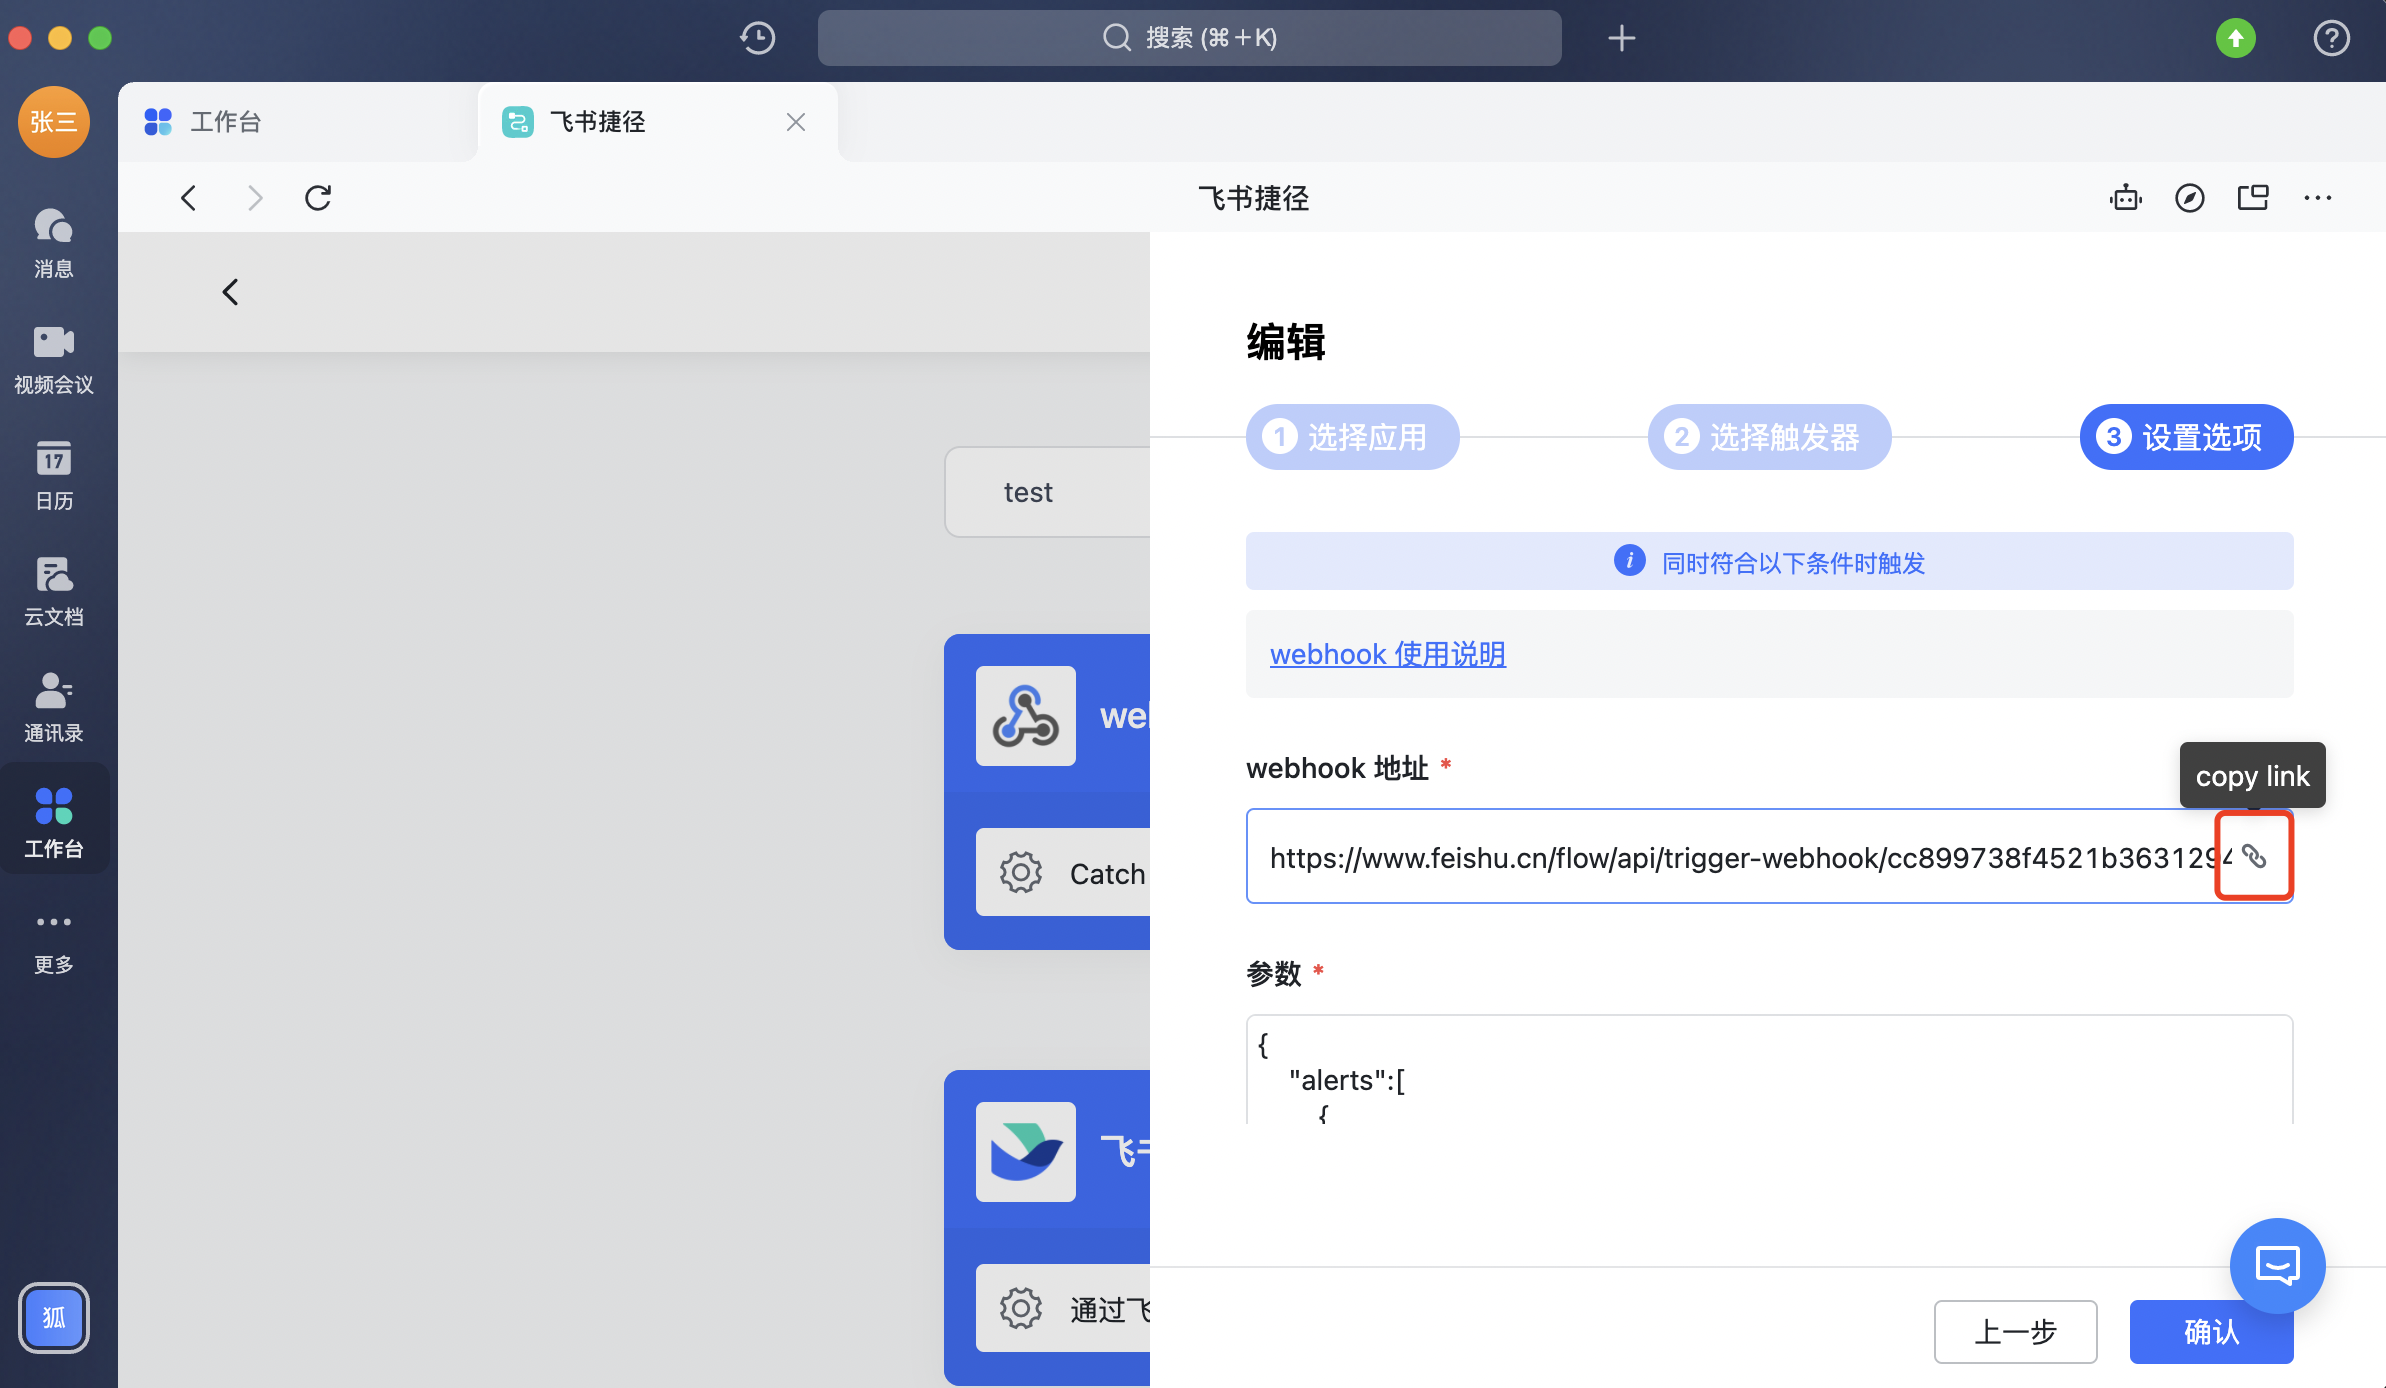 搜索 (⌘+K)
张三
工作台
飞书捷径
飞书捷径
消息
视频会议
17
日历
云文档
通讯录
工作台
更多
狐
test
Catch
通过
编辑
1 选择应用
2 选择触发器
3 设置选项
同时符合以下条件时触发
webhook 使用说明
webhook 地址 *
copy link
https://www.feishu.cn/flow/api/trigger-webhook/cc899738f4521b363129
参数 *
{
"alerts":[
{
上一步
确认